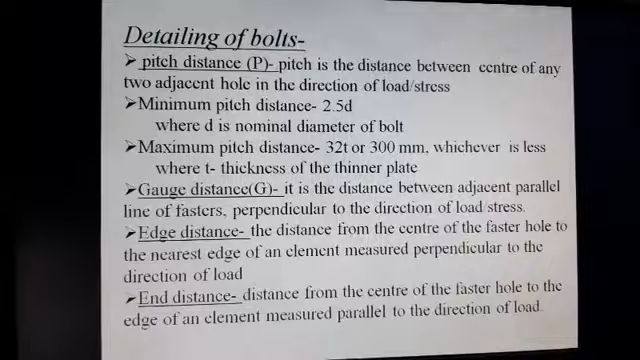 Detailing of bolts-
➢ pitch distance (P)- pitch is the distance between centre of any
two adjacent hole in the direction of load/stress
➢Minimum pitch distance- 2.5d
where d is nominal diameter of bolt
➢Maximum pitch distance- 32t or 300 mm, whichever is less
where t- thickness of the thinner plate
➢Gauge distance(G)- it is the distance between adjacent parallel
line of fasters, perpendicular to the direction of load/stress.
➢Edge distance- the distance from the centre of the faster hole to
the nearest edge of an element measured perpendicular to the
direction of load
➢End distance- distance from the centre of the faster hole to the
edge of an element measured parallel to the direction of load.